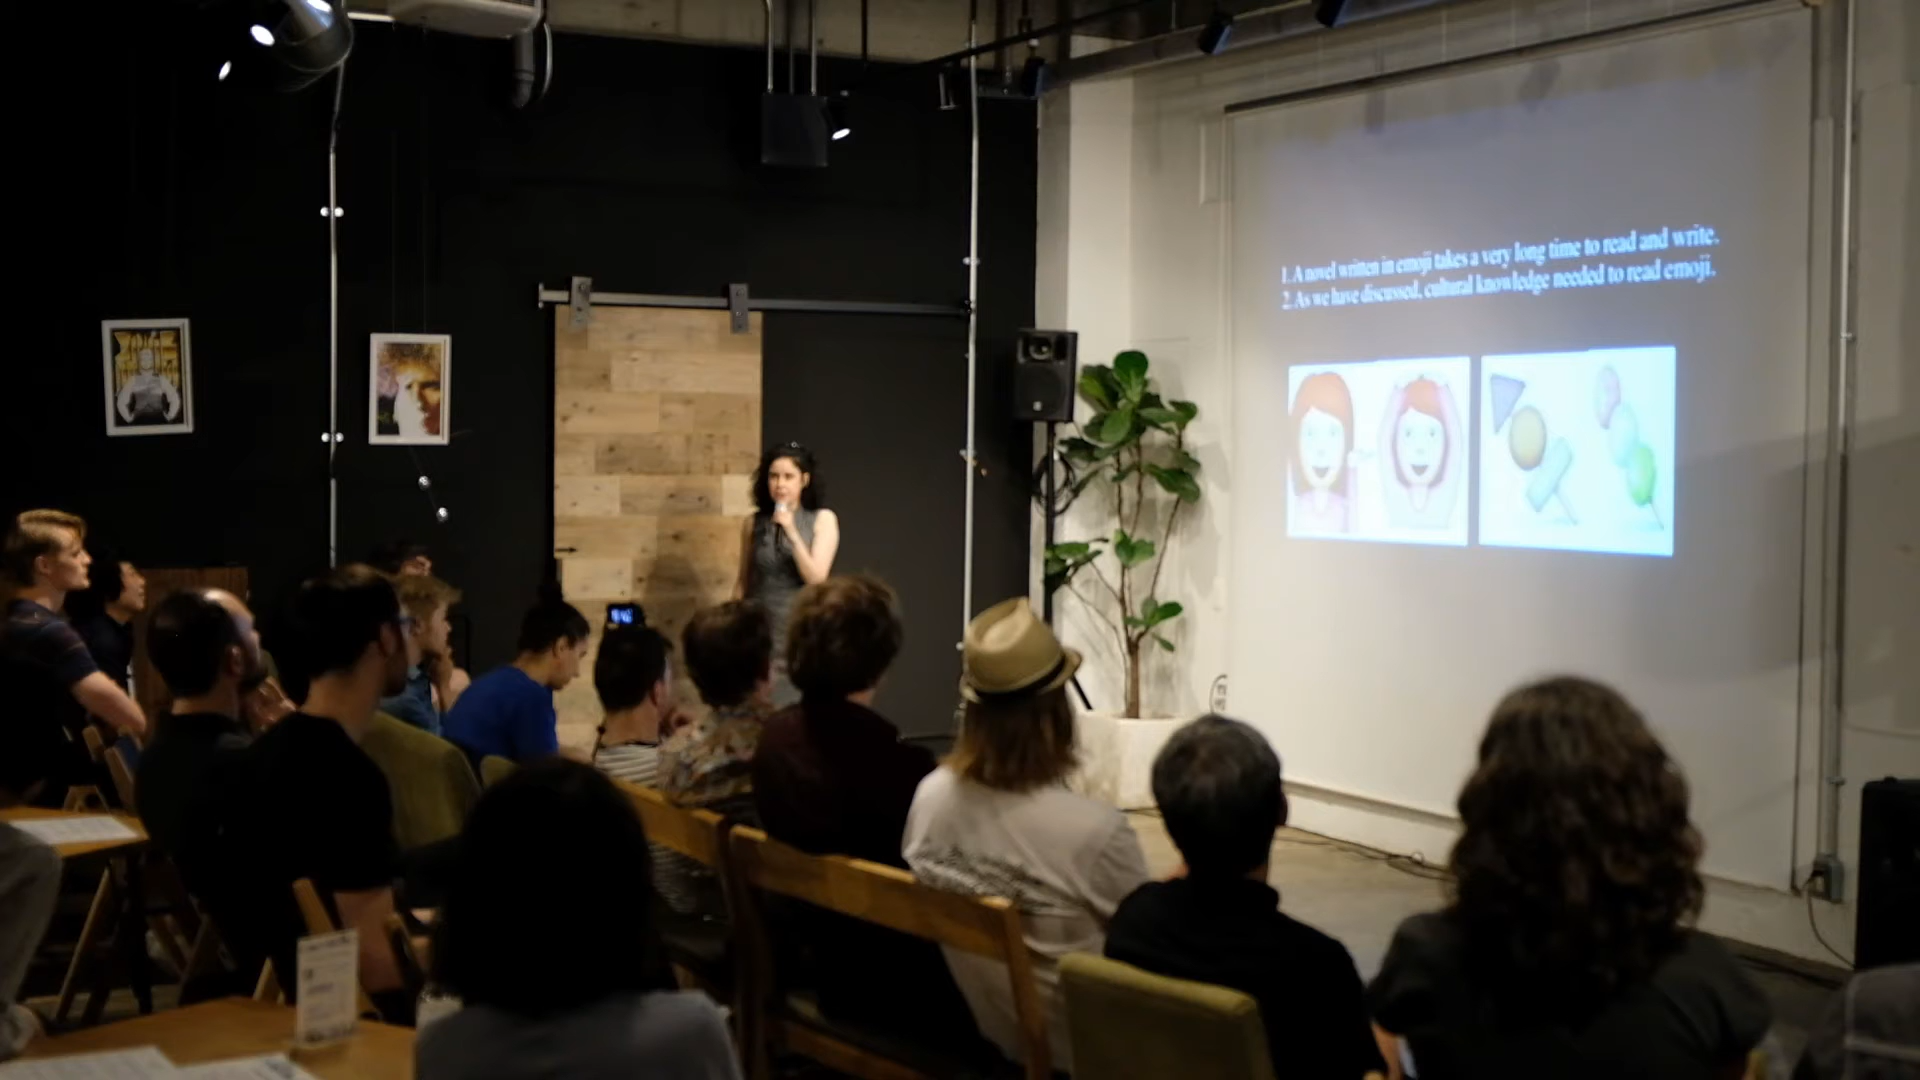 1. A novel written in emoji takes a very long time to read and write.
2. As we have discussed, cultural knowledge needed to read emoji.